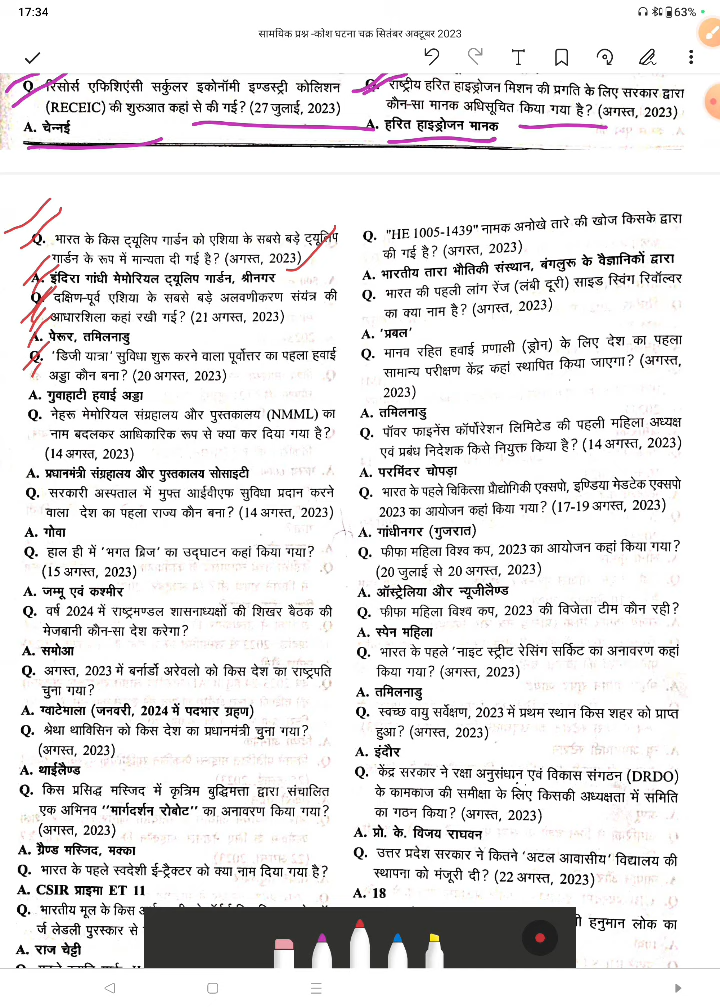 17:34
63%
सामयिक प्रश्न -कोश घटना चक्र सितंबर अक्टूबर 2023
Q. रिसोर्स एफिशिएंसी सर्कुलर इकोनॉमी इण्डस्ट्री कोलिशन
(RECEIC) की शुरुआत कहां से की गई? (27 जुलाई, 2023)
A. चेन्नई
Q. भारत के किस ट्यूलिप गार्डन को एशिया के सबसे बड़े ट्यूलिप
गार्डन के रूप में मान्यता दी गई है? (अगस्त, 2023)
A. इंदिरा गांधी मेमोरियल ट्यूलिप गार्डन, श्रीनगर
Q. दक्षिण-पूर्व एशिया के सबसे बड़े अलवणीकरण संयंत्र की
आधारशिला कहां रखी गई? (21 अगस्त, 2023)
A. पेरूर, तमिलनाडु
Q. 'डिजी यात्रा' सुविधा शुरू करने वाला पूर्वोत्तर का पहला हवाई
अड्डा कौन बना? (20 अगस्त, 2023)
A. गुवाहाटी हवाई अड्डा
Q. नेहरू मेमोरियल संग्रहालय और पुस्तकालय (NMML) का
नाम बदलकर आधिकारिक रूप से क्या कर दिया गया है?
(14 अगस्त, 2023)
A. प्रधानमंत्री संग्रहालय और पुस्तकालय सोसाइटी
Q. सरकारी अस्पताल में मुफ्त आईवीएफ सुविधा प्रदान करने
वाला देश का पहला राज्य कौन बना? (14 अगस्त, 2023)
A. गोवा
Q. हाल ही में 'भगत ब्रिज' का उद्घाटन कहां किया गया?
(15 अगस्त, 2023)
A. जम्मू एवं कश्मीर
Q. वर्ष 2024 में राष्ट्रमण्डल शासनाध्यक्षों की शिखर बैठक की
मेजबानी कौन-सा देश करेगा?
A. समोआ
Q. अगस्त, 2023 में बर्नार्डो अरेवलो को किस देश का राष्ट्रपति
चुना गया?
A. ग्वाटेमाला (जनवरी, 2024 में पदभार ग्रहण)
Q. श्रेथा थाविसिन को किस देश का प्रधानमंत्री चुना गया?
(अगस्त, 2023)
A. थाईलैण्ड
Q. किस प्रसिद्ध मस्जिद में कृत्रिम बुद्धिमत्ता द्वारा संचालित
एक अभिनव ''मार्गदर्शन रोबोट'' का अनावरण किया गया?
(अगस्त, 2023)
A. ग्रैण्ड मस्जिद, मक्का
Q. भारत के पहले स्वदेशी ई-ट्रैक्टर को क्या नाम दिया गया है?
A. CSIR प्राइमा ET 11
Q. भारतीय मूल के किस
र्ज लेडली पुरस्कार से
A. राज चेट्टी
Q. राष्ट्रीय हरित हाइड्रोजन मिशन की प्रगति के लिए सरकार द्वारा
कौन-सा मानक अधिसूचित किया गया है? (अगस्त, 2023)
A. हरित हाइड्रोजन मानक
Q. "HE 1005-1439" नामक अनोखे तारे की खोज किसके द्वारा
की गई है? (अगस्त, 2023)
A. भारतीय तारा भौतिकी संस्थान, बंगलुरू के वैज्ञानिकों द्वारा
Q. भारत की पहली लांग रेंज (लंबी दूरी) साइड स्विंग रिवॉल्वर
का क्या नाम है? (अगस्त, 2023)
A. 'प्रबल'
Q. मानव रहित हवाई प्रणाली (ड्रोन) के लिए देश का पहला
सामान्य परीक्षण केंद्र कहां स्थापित किया जाएगा? (अगस्त,
2023)
A. तमिलनाडु
Q. पॉवर फाइनेंस कॉर्पोरेशन लिमिटेड की पहली महिला अध्यक्ष
एवं प्रबंध निदेशक किसे नियुक्त किया है? (14 अगस्त, 2023)
A. परमिंदर चोपड़ा
Q. भारत के पहले चिकित्सा प्रौद्योगिकी एक्सपो, इण्डिया मेडटेक एक्सपो
2023 का आयोजन कहां किया गया? (17-19 अगस्त, 2023)
A. गांधीनगर (गुजरात)
Q. फीफा महिला विश्व कप, 2023 का आयोजन कहां किया गया?
(20 जुलाई से 20 अगस्त, 2023)
A. ऑस्ट्रेलिया और न्यूजीलैण्ड
Q. फीफा महिला विश्व कप, 2023 की विजेता टीम कौन रही?
A. स्पेन महिला
Q. भारत के पहले 'नाइट स्ट्रीट रेसिंग सर्किट का अनावरण कहां
किया गया? (अगस्त, 2023)
A. तमिलनाडु
Q. स्वच्छ वायु सर्वेक्षण, 2023 में प्रथम स्थान किस शहर को प्राप्त
हुआ? (अगस्त, 2023)
A. इंदौर
Q. केंद्र सरकार ने रक्षा अनुसंधान एवं विकास संगठन (DRDO)
के कामकाज की समीक्षा के लिए किसकी अध्यक्षता में समिति
का गठन किया? (अगस्त, 2023)
A. प्रो. के. विजय राघवन
Q. उत्तर प्रदेश सरकार ने कितने 'अटल आवासीय' विद्यालय की
स्थापना को मंजूरी दी? (22 अगस्त, 2023)
A. 18
हनुमान लोक का